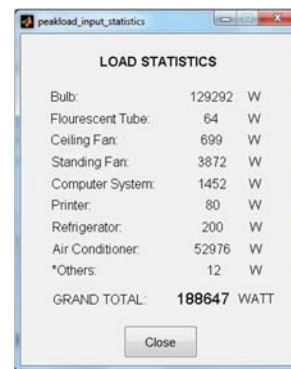 peakload_input_statistics
LOAD STATISTICS
Bulb: 129292 W
Flourescent Tube: 64 W
Ceiling Fan: 699 W
Standing Fan: 3872 W
Computer System: 1452 W
Printer: 80 W
Refrigerator: 200 W
Air Conditioner: 52976 W
*Others: 12 W
GRAND TOTAL: 188647 WATT
Close